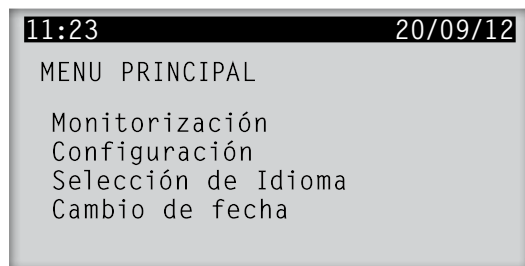 11:23 20/09/12
MENU PRINCIPAL
Monitorización
Configuración
Selección de Idioma
Cambio de fecha